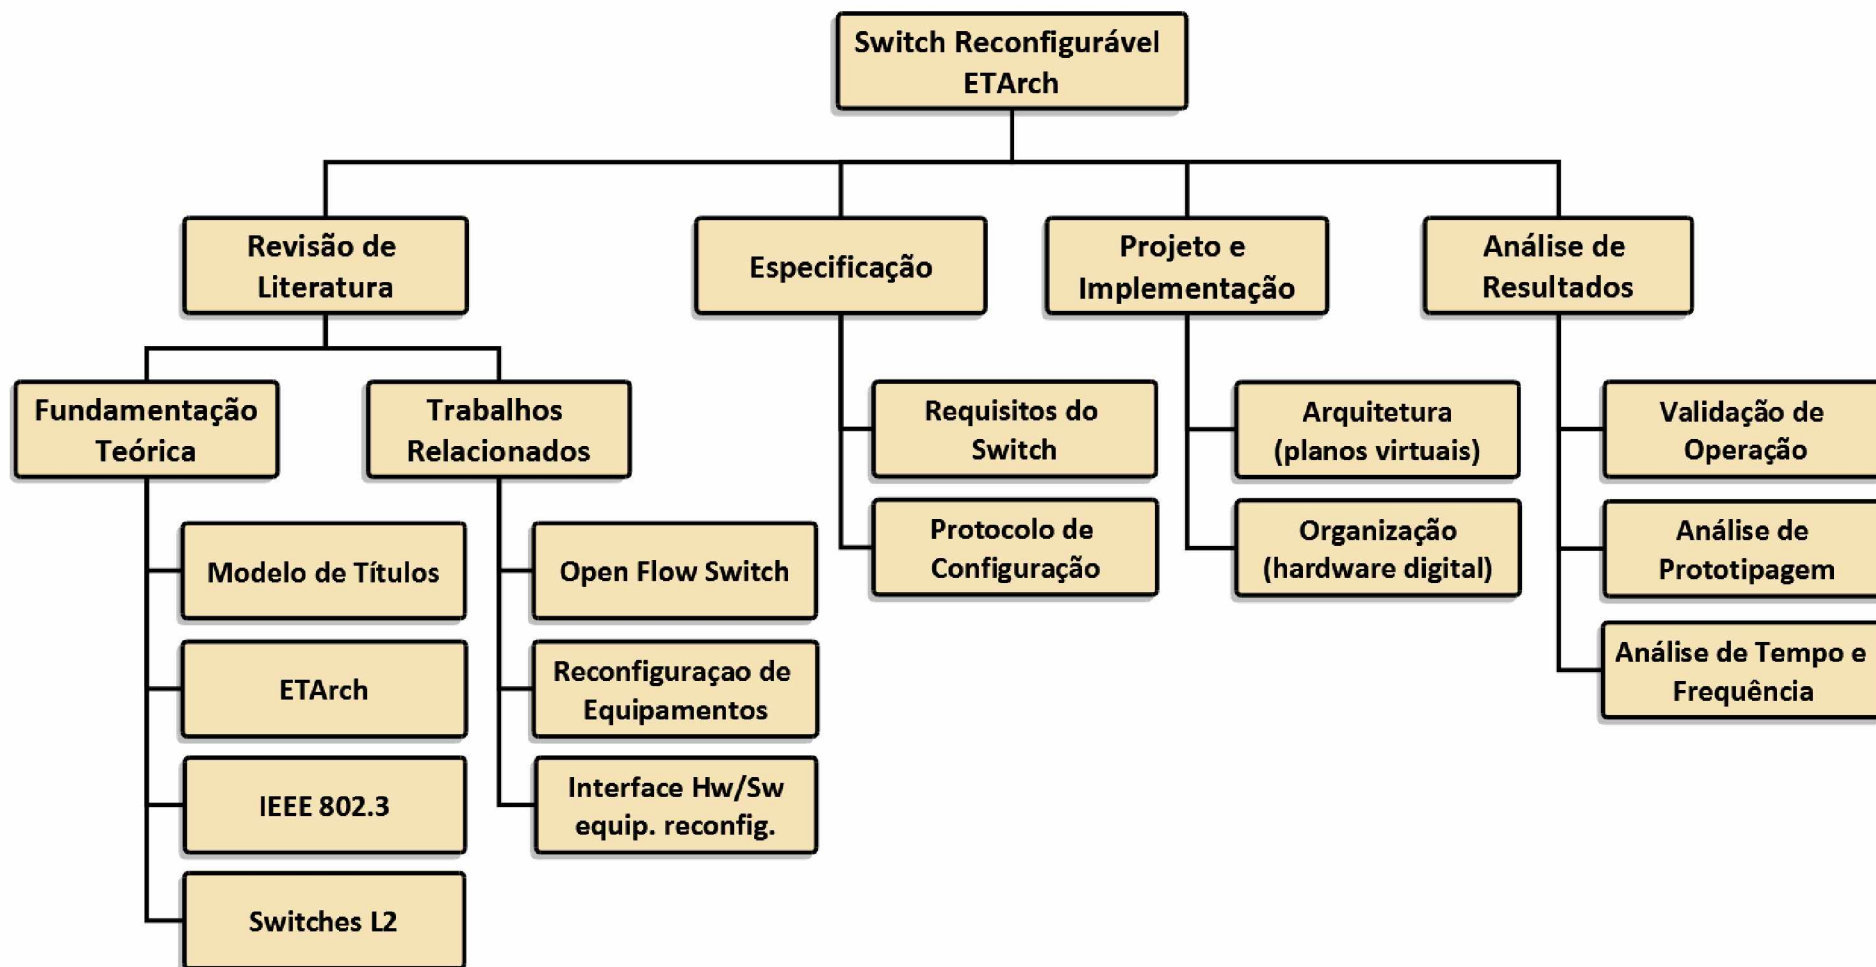 Switch Reconfigurável
ETArch
Revisão de
Literatura
Especificação
Projeto e
Implementação
Análise de
Resultados
Fundamentação
Teórica
Trabalhos
Relacionados
Requisitos do
Switch
Arquitetura
(planos virtuais)
Validação de
Operação
Modelo de Títulos
Open Flow Switch
Protocolo de
Configuração
Organização
(hardware digital)
Análise de
Prototipagem
ETArch
Reconfiguraçao de
Equipamentos
Análise de Tempo e
Frequência
IEEE 802.3
Interface Hw/Sw
equip. reconfig.
Switches L2